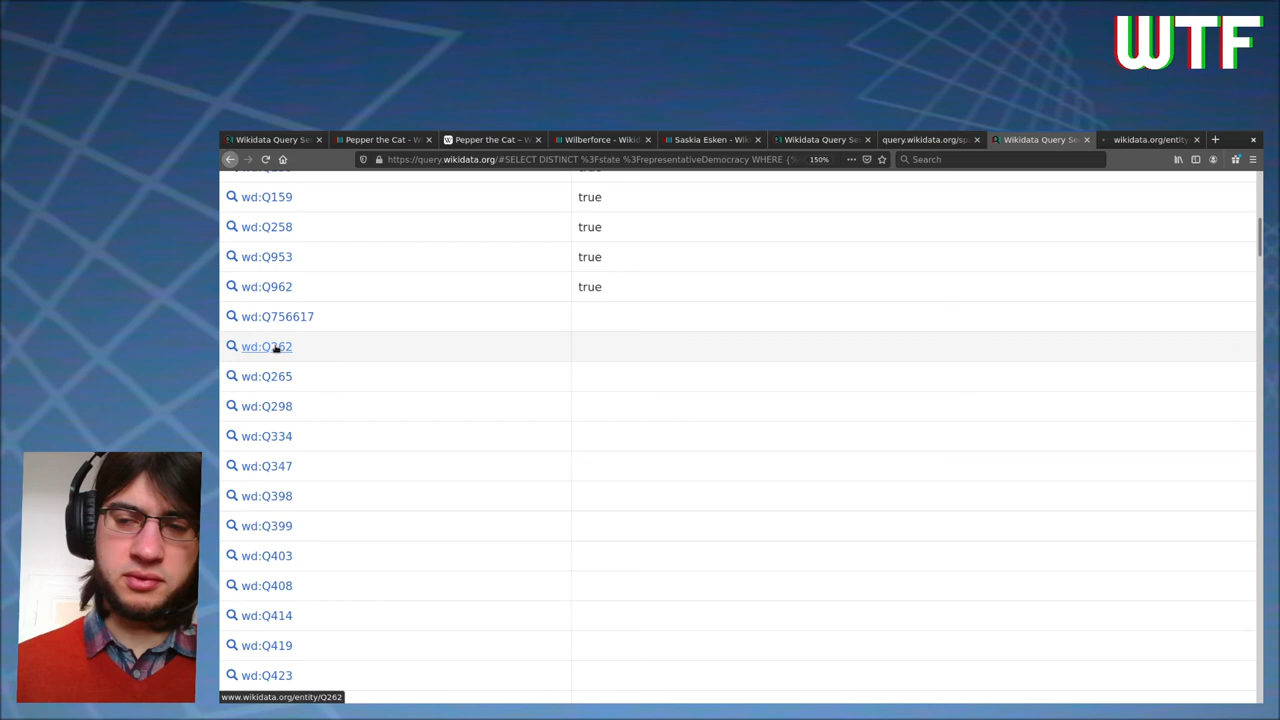 WTF
Wikidata Query Se
Pepper the Cat - W
Pepper the Cat – W
Wilberforce - Wikid
Saskia Esken - Wik
Wikidata Query Se
query.wikidata.org/sp
Wikidata Query Se
wikidata.org/entity
https://query.wikidata.org/#SELECT DISTINCT %3Fstate %3FrepresentativeDemocracy WHERE {%
150%
Search
wd:Q159 true
wd:Q258 true
wd:Q953 true
wd:Q962 true
wd:Q756617
wd:Q262
wd:Q265
wd:Q298
wd:Q334
wd:Q347
wd:Q398
wd:Q399
wd:Q403
wd:Q408
wd:Q414
wd:Q419
wd:Q423
www.wikidata.org/entity/Q262